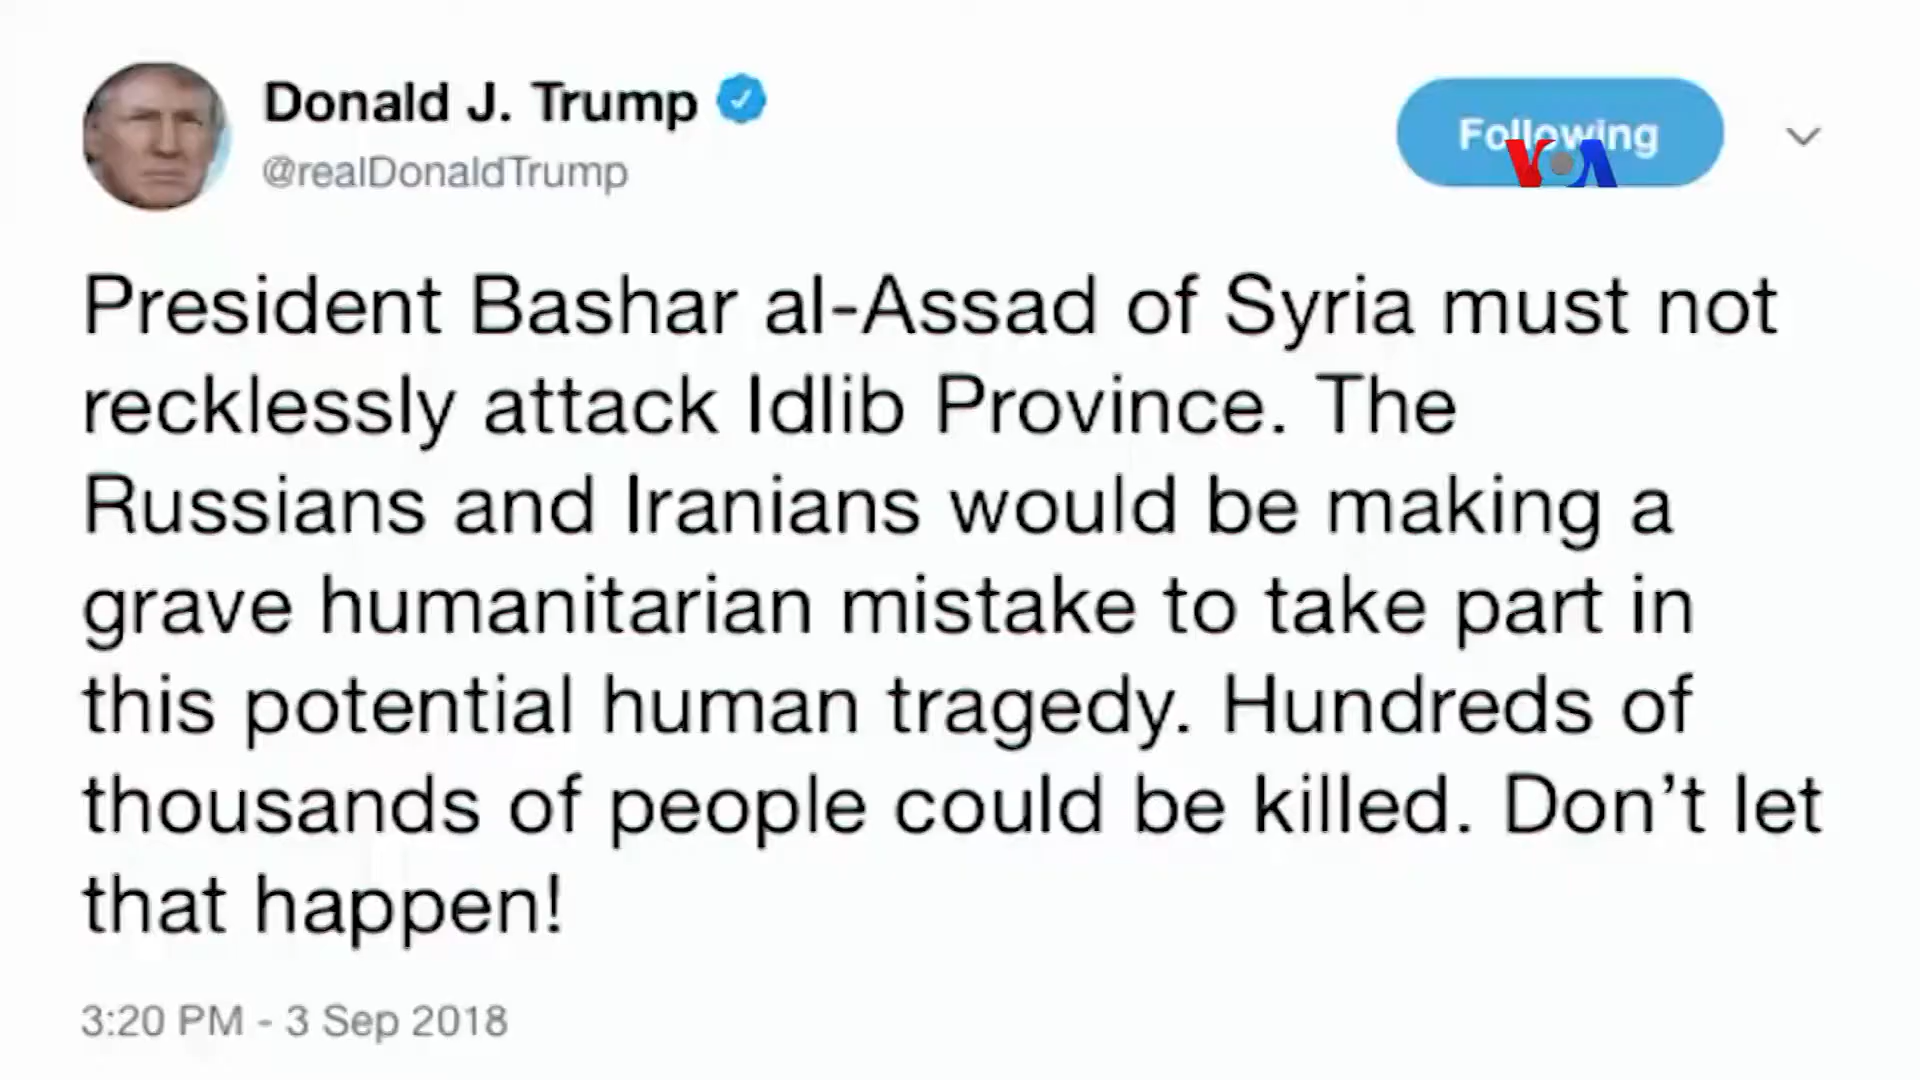 Donald J. Trump
@realDonaldTrump
Following
VOA
President Bashar al-Assad of Syria must not
recklessly attack Idlib Province. The
Russians and Iranians would be making a
grave humanitarian mistake to take part in
this potential human tragedy. Hundreds of
thousands of people could be killed. Don’t let
that happen!
3:20 PM - 3 Sep 2018